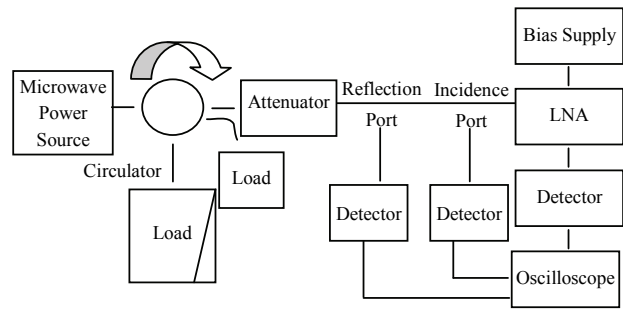 Bias Supply
Microwave
Power
Source
Attenuator
Reflection
Port
Incidence
Port
LNA
Circulator
Load
Load
Detector
Detector
Detector
Oscilloscope